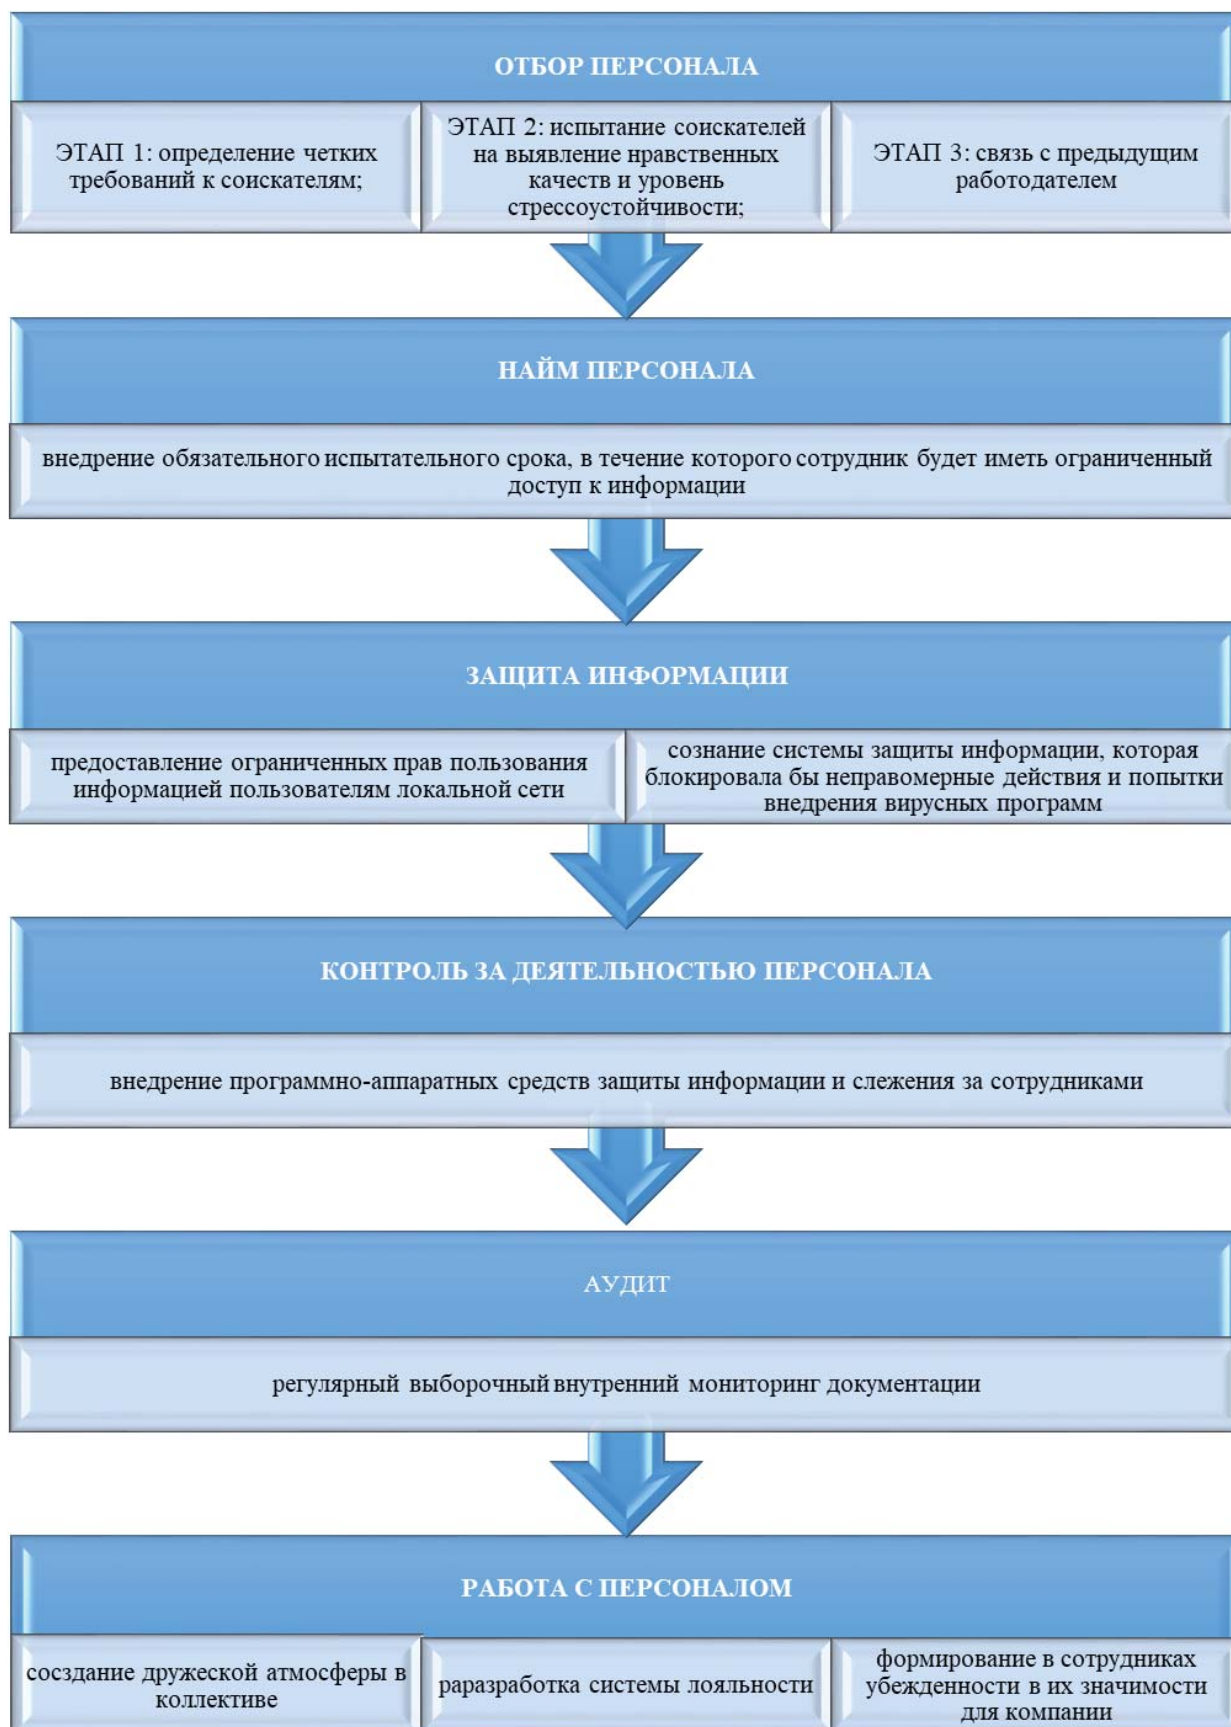 ОТБОР ПЕРСОНАЛА
ЭТАП 1: определение четких
требований к соискателям;
ЭТАП 2: испытание соискателей
на выявление нравственных
качеств и уровень
стрессоустойчивости;
ЭТАП 3: связь с предыдущим
работодателем
НАЙМ ПЕРСОНАЛА
внедрение обязательного испытательного срока, в течение которого сотрудник будет иметь ограниченный
доступ к информации
ЗАЩИТА ИНФОРМАЦИИ
предоставление ограниченных прав пользования
информацией пользователям локальной сети
сознание системы защиты информации, которая
блокировала бы неправомерные действия и попытки
внедрения вирусных программ
КОНТРОЛЬ ЗА ДЕЯТЕЛЬНОСТЬЮ ПЕРСОНАЛА
внедрение программно-аппаратных средств защиты информации и слежения за сотрудниками
АУДИТ
регулярный выборочный внутренний мониторинг документации
РАБОТА С ПЕРСОНАЛОМ
сосздание дружеской атмосферы в
коллективе
раразработка системы лояльности
формирование в сотрудниках
убежденности в их значимости
для компании